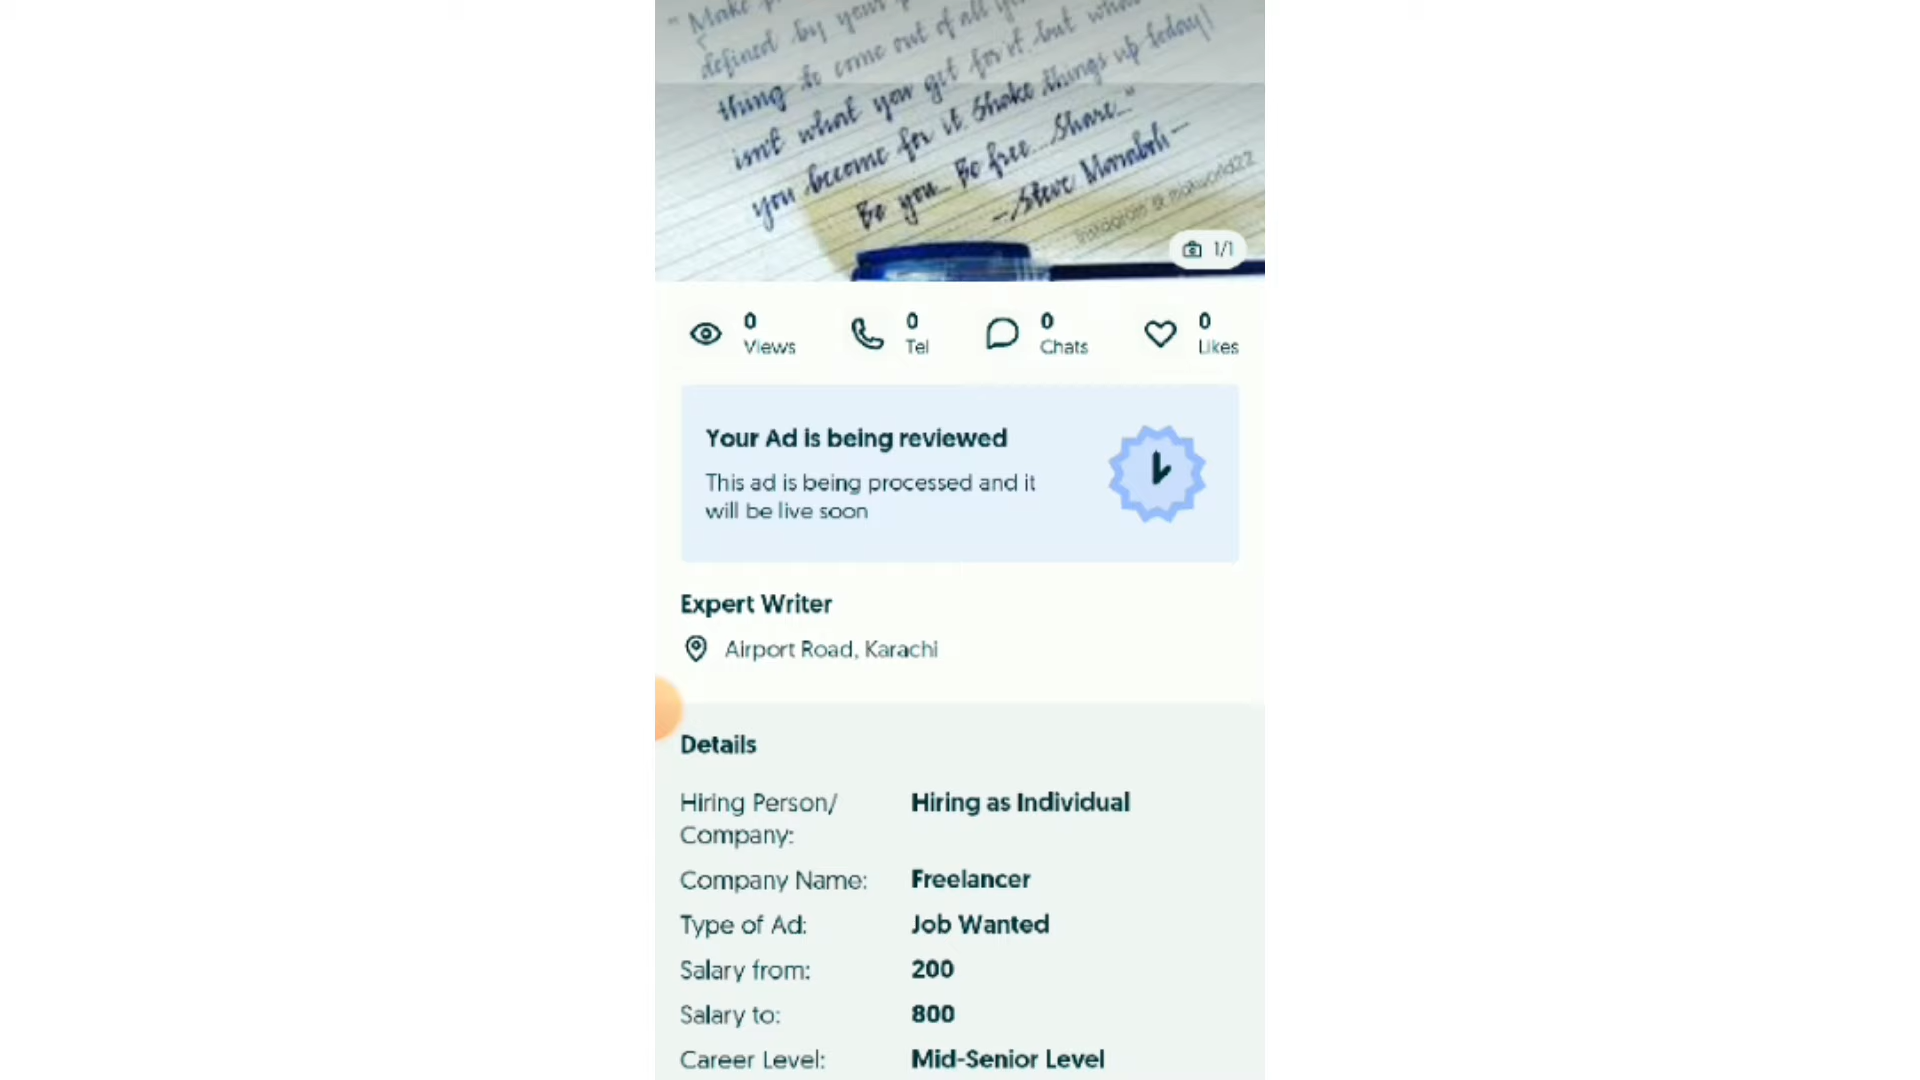 " Make
defined by your
thing to come out of all
isn't what you get for it, but what
you become for it. Shake things up today!
Be you... Be free... Share..."
- Steve Maraboli -
Instagram @
1/1
0 0 0 0
Views Tel Chats Likes
Your Ad is being reviewed
This ad is being processed and it
will be live soon
Expert Writer
Airport Road, Karachi
Details
Hiring Person/ Hiring as Individual
Company:
Company Name: Freelancer
Type of Ad: Job Wanted
Salary from: 200
Salary to: 800
Career Level: Mid-Senior Level